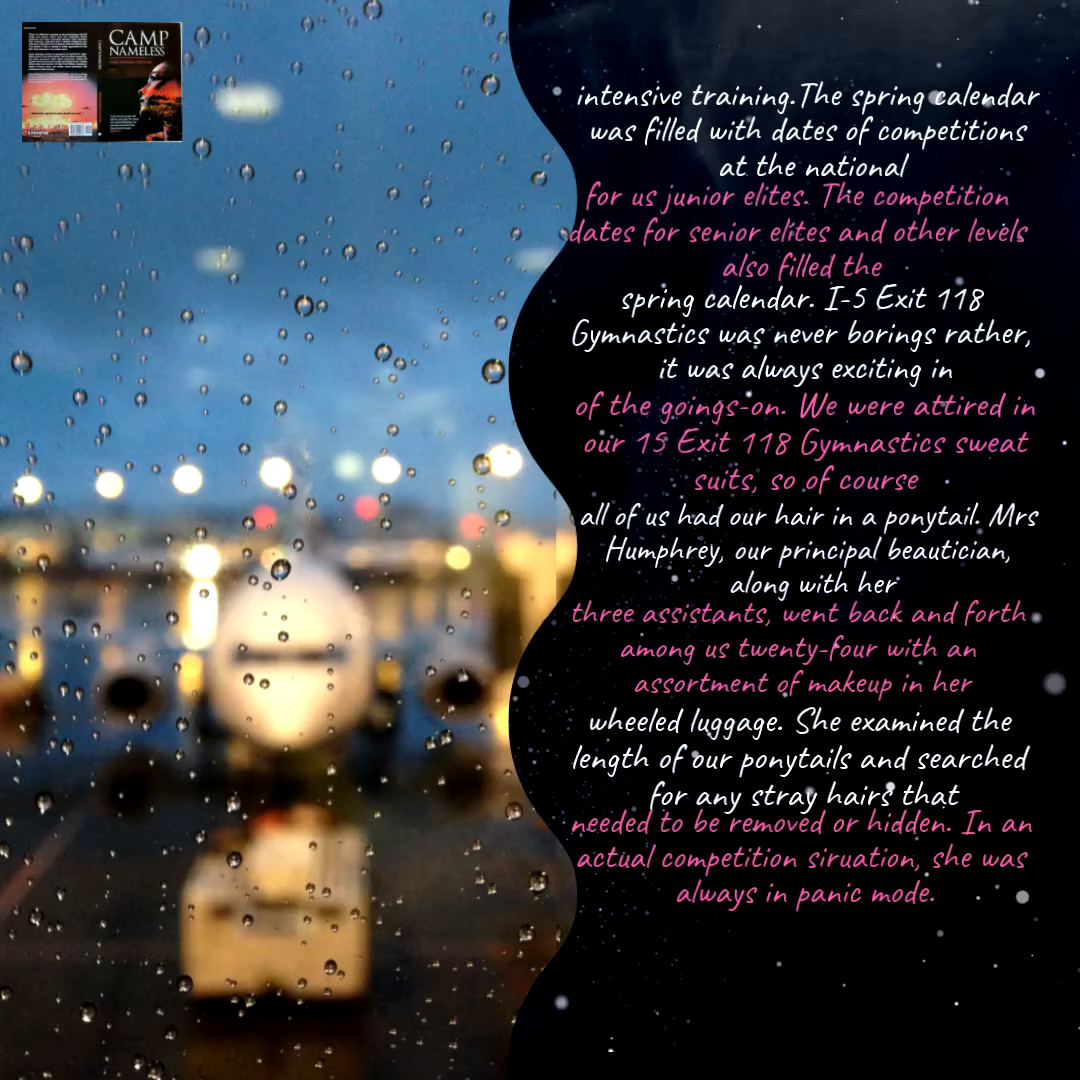 CAMP
NAMELESS
intensive training.The spring calendar
was filled with dates of competitions
at the national
for us junior elites. The competition
dates for senior elites and other levels
also filled the
spring calendar. I-5 Exit 118
Gymnastics was never borings rather,
it was always exciting in
of the goings-on. We were attired in
our 15 Exit 118 Gymnastics sweat
suits, so of course
all of us had our hair in a ponytail. Mrs
Humphrey, our principal beautician,
along with her
three assistants, went back and forth
among us twenty-four with an
assortment of makeup in her
wheeled luggage. She examined the
length of our ponytails and searched
for any stray hairs that
needed to be removed or hidden. In an
actual competition siruation, she was
always in panic mode.